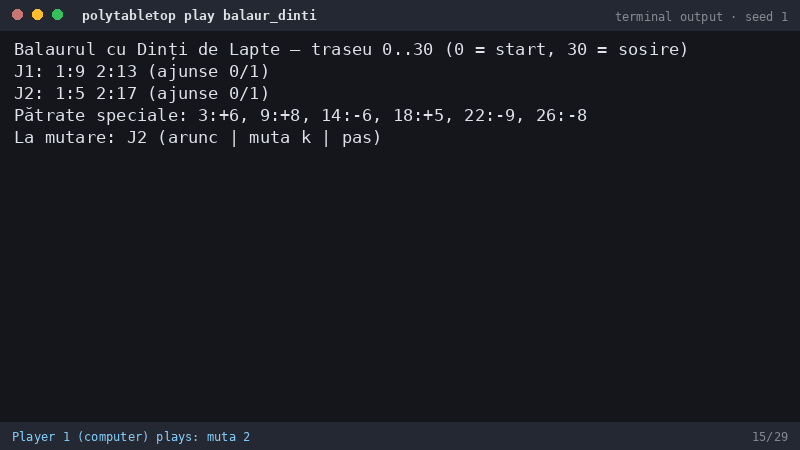 polytabletop play balaur_dinti
terminal output · seed 1
Balaurul cu Dinți de Lapte — traseu 0..30 (0 = start, 30 = sosire)
J1: 1:9 2:13 (ajunse 0/1)
J2: 1:5 2:17 (ajunse 0/1)
Pătrate speciale: 3:+6, 9:+8, 14:-6, 18:+5, 22:-9, 26:-8
La mutare: J2 (arunc | muta k | pas)
Player 1 (computer) plays: muta 2
15/29